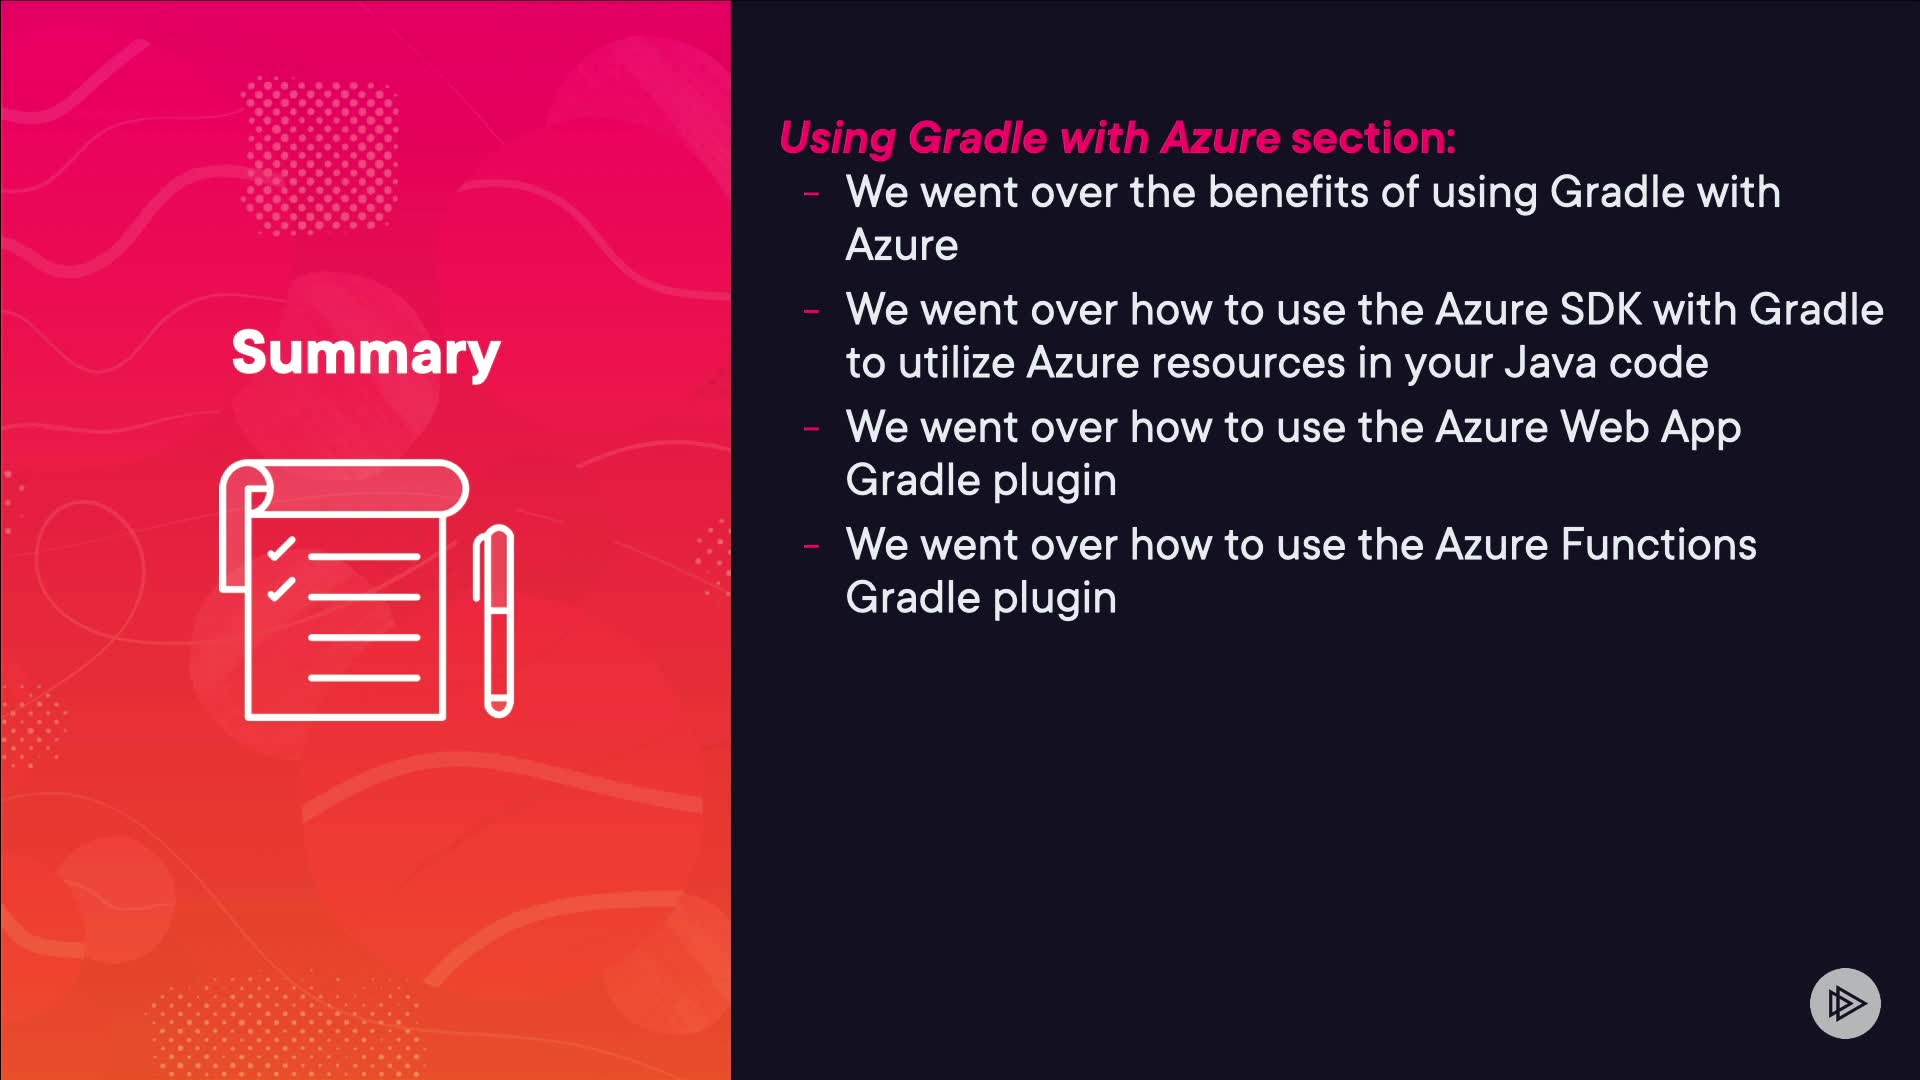 Summary
Using Gradle with Azure section:
- We went over the benefits of using Gradle with
Azure
- We went over how to use the Azure SDK with Gradle
to utilize Azure resources in your Java code
- We went over how to use the Azure Web App
Gradle plugin
- We went over how to use the Azure Functions
Gradle plugin